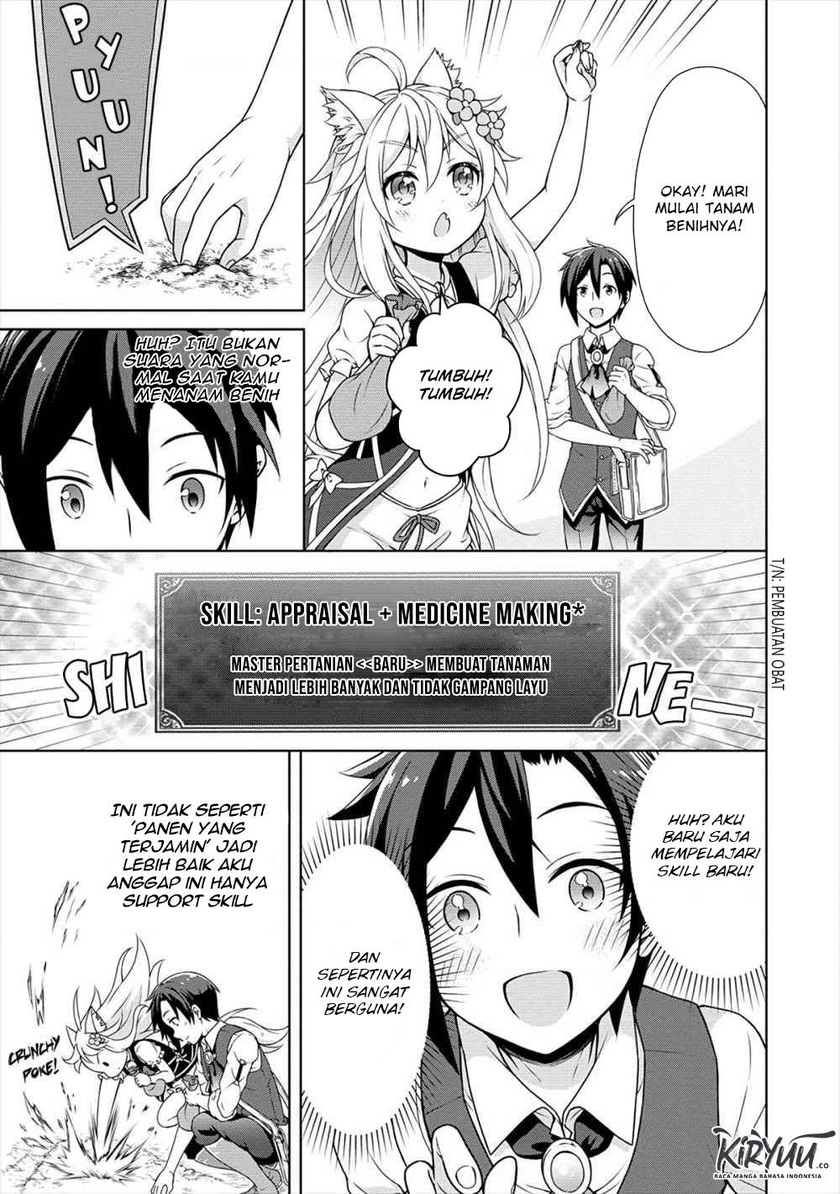 OKAY! MARI
MULAI TANAM
BENIHNYA!
TUMBUH!
TUMBUH!
PYUUN!
HUH? ITU BUKAN
SUARA YANG NOR-
MAL SAAT KAMU
MENANAM BENIH
SKILL: APPRAISAL + MEDICINE MAKING*
MASTER PERTANIAN <<BARU>> MEMBUAT TANAMAN
MENJADI LEBIH BANYAK DAN TIDAK GAMPANG LAYU
SHI
NE—
T/N: PEMBUATAN OBAT
HUH? AKU
BARU SAJA
MEMPELAJARI
SKILL BARU!
DAN
SEPERTINYA
INI SANGAT
BERGUNA!
INI TIDAK SEPERTI
'PANEN YANG
TERJAMIN' JADI
LEBIH BAIK AKU
ANGGAP INI HANYA
SUPPORT SKILL
CRUNCHY
POKE!
KIRYUU.CO
BACA MANGA BAHASA INDONESIA